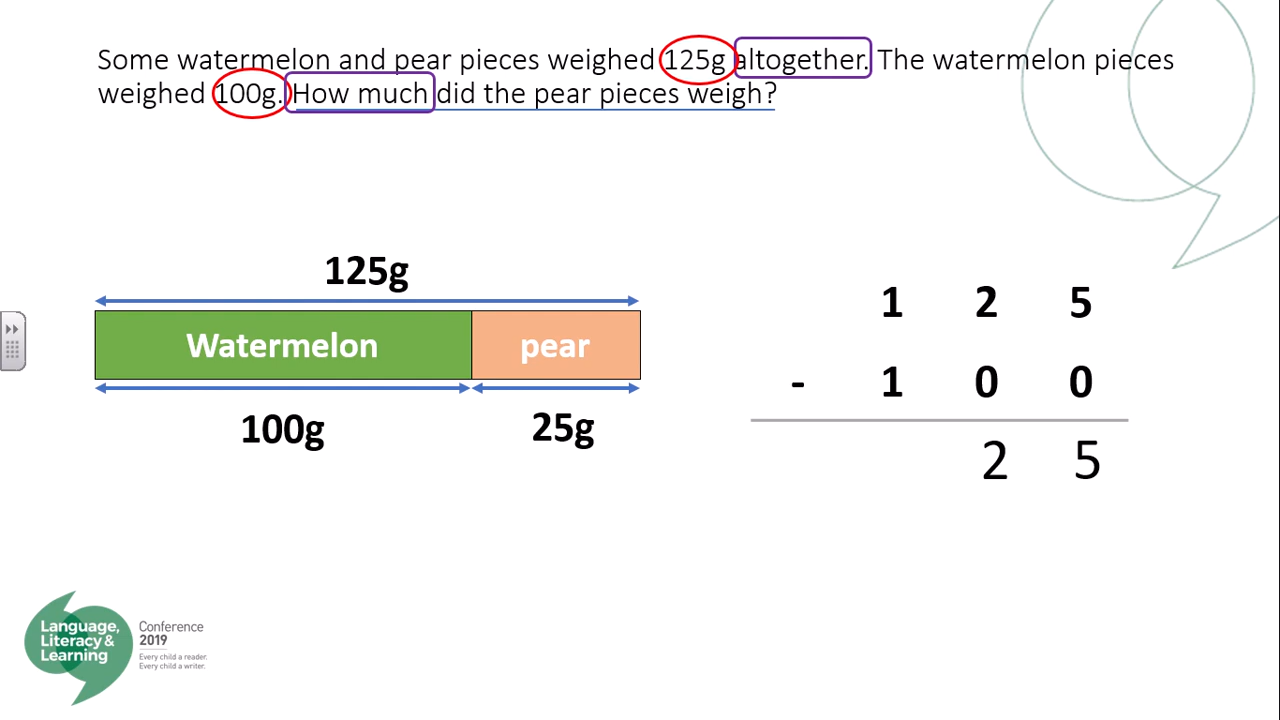 Some watermelon and pear pieces weighed 125g altogether. The watermelon pieces
weighed 100g. How much did the pear pieces weigh?
125g
Watermelon pear
100g 25g
1 2 5
- 1 0 0
2 5
Language,
Literacy &
Learning
Conference
2019
Every child a reader.
Every child a writer.